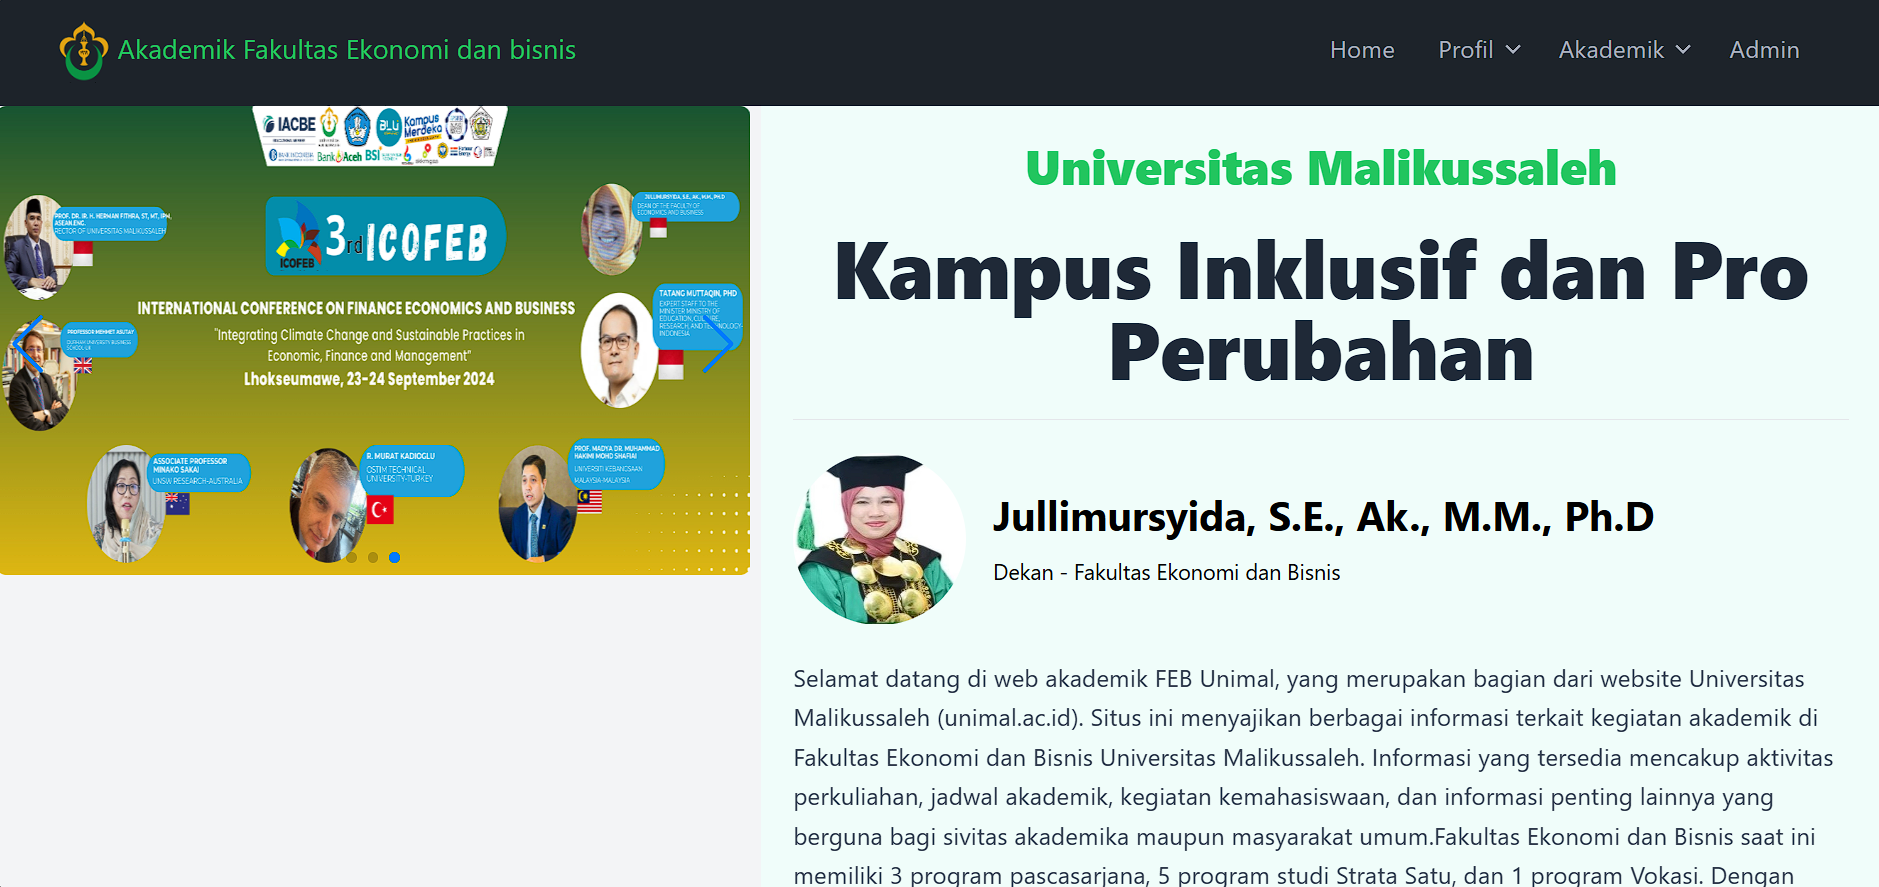 Akademik Fakultas Ekonomi dan bisnis
Home
Profil
Akademik
Admin
IACBE
BLU
Kampus
Merdeka
BankAceh
BSI
PROF. DR. IR. H. HERMAN FITHRA, ST, MT, IPM,
ASEAN.ENG.
RECTOR OF UNIVERSITAS MALIKUSSALEH
ICOFEB
3rd ICOFEB
JULLIMURSYIDA, S.E., AK., M.M., PH.D
DEAN OF THE FACULTY OF
ECONOMICS AND BUSINESS
INTERNATIONAL CONFERENCE ON FINANCE ECONOMICS AND BUSINESS
"Integrating Climate Change and Sustainable Practices in
Economic, Finance and Management"
Lhokseumawe, 23-24 September 2024
TATANG MUTTAQIN, PHD
EXPERT STAFF TO THE
MINISTER MINISTRY OF
EDUCATION, CULTURE,
RESEARCH, AND TECHNOLOGY-
INDONESIA
PROFESSOR MEHMET ASUTAY
DURHAM UNIVERSITY BUSINESS
SCHOOL-UK
ASSOCIATE PROFESSOR
MINAKO SAKAI
UNSW RESEARCH-AUSTRALIA
R. MURAT KADIOGLU
OSTIM TECHNICAL
UNIVERSITY-TURKEY
PROF. MADYA DR. MUHAMMAD
HAKIMI MOHD SHAFIAI
UNIVERSITI KEBANGSAAN
MALAYSIA-MALAYSIA
Universitas Malikussaleh
Kampus Inklusif dan Pro
Perubahan
Jullimursyida, S.E., Ak., M.M., Ph.D
Dekan - Fakultas Ekonomi dan Bisnis
Selamat datang di web akademik FEB Unimal, yang merupakan bagian dari website Universitas
Malikussaleh (unimal.ac.id). Situs ini menyajikan berbagai informasi terkait kegiatan akademik di
Fakultas Ekonomi dan Bisnis Universitas Malikussaleh. Informasi yang tersedia mencakup aktivitas
perkuliahan, jadwal akademik, kegiatan kemahasiswaan, dan informasi penting lainnya yang
berguna bagi sivitas akademika maupun masyarakat umum.Fakultas Ekonomi dan Bisnis saat ini
memiliki 3 program pascasarjana, 5 program studi Strata Satu, dan 1 program Vokasi. Dengan